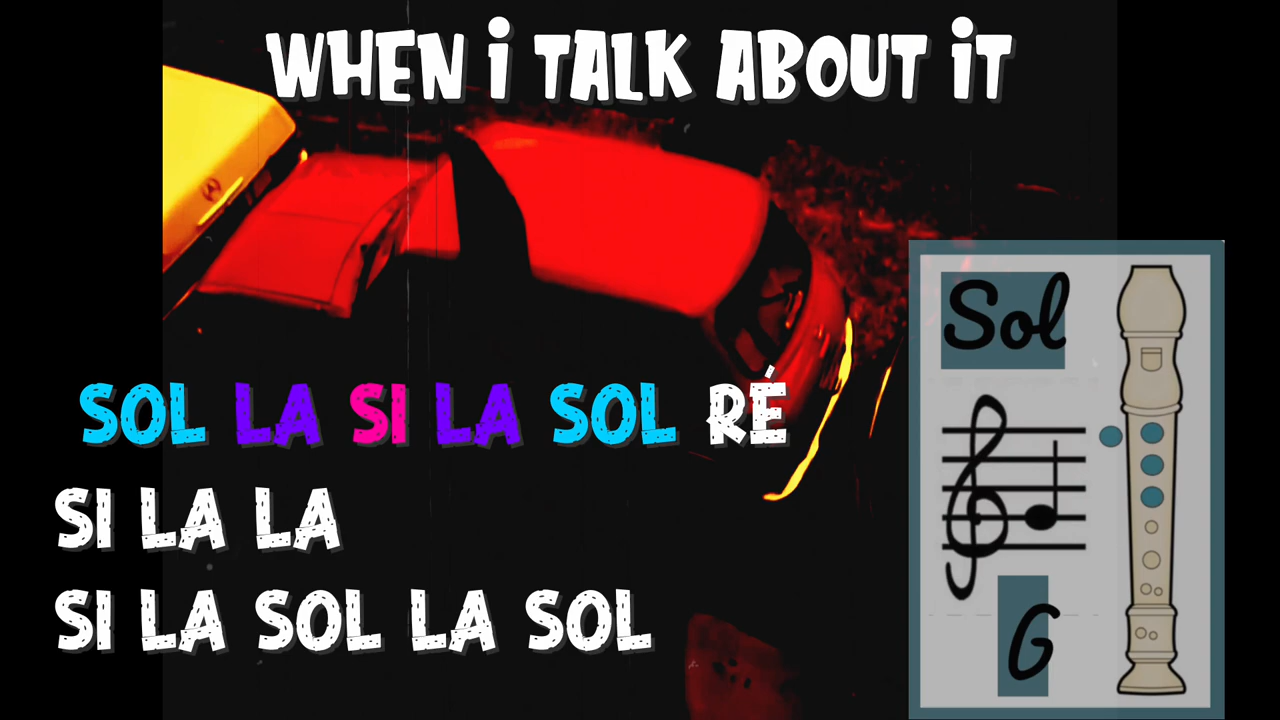 WHEN i TALK ABOUT iT
SOL LA SI LA SOL RÉ
SI LA LA
SI LA SOL LA SOL
Sol
G